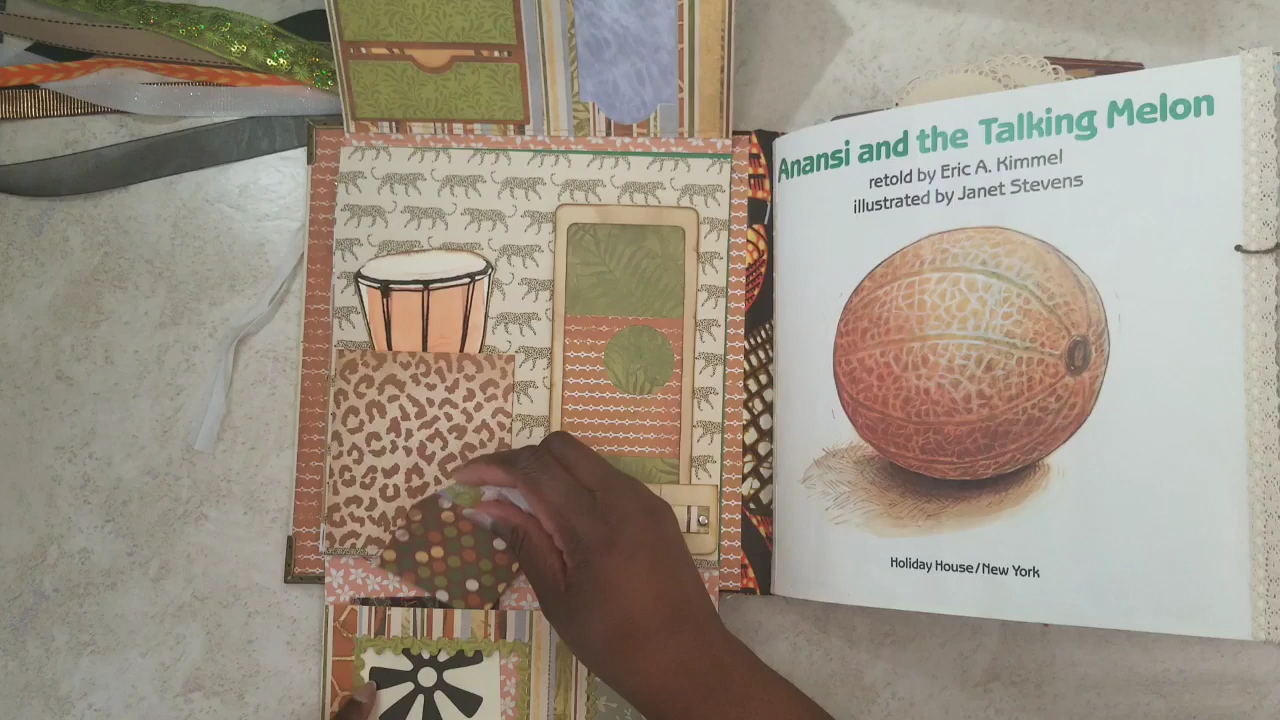 Anansi and the Talking Melon
retold by Eric A. Kimmel
illustrated by Janet Stevens
Holiday House/New York